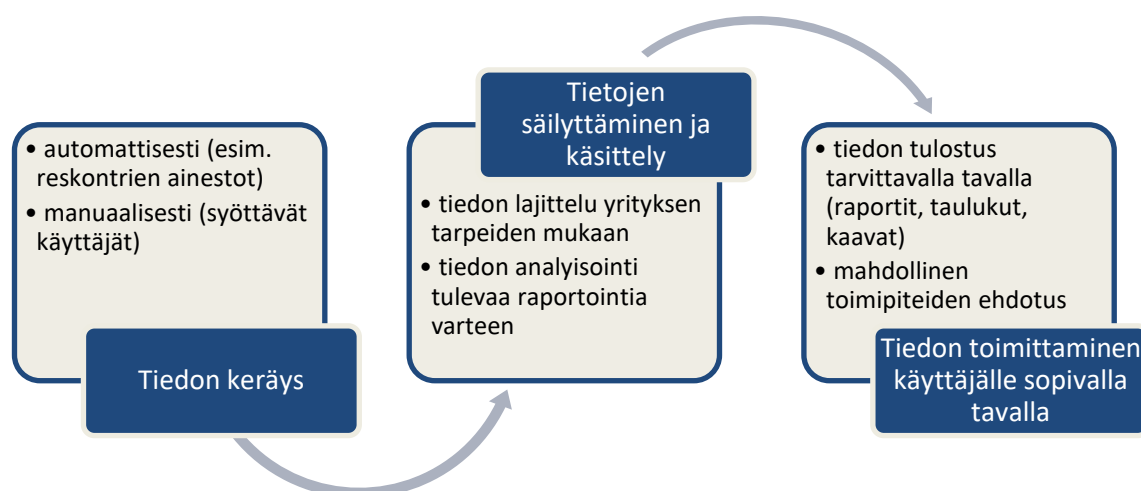 • automattisesti (esim.
reskontrien ainestot)
• manuaalisesti (syöttävät
käyttäjät)
Tiedon keräys
Tietojen
säilyttäminen ja
käsittely
• tiedon lajittelu yrityksen
tarpeiden mukaan
• tiedon analyisointi
tulevaa raportointia
varteen
• tiedon tulostus
tarvittavalla tavalla
(raportit, taulukut,
kaavat)
• mahdollinen
toimipiteiden ehdotus
Tiedon toimittaminen
käyttäjälle sopivalla
tavalla